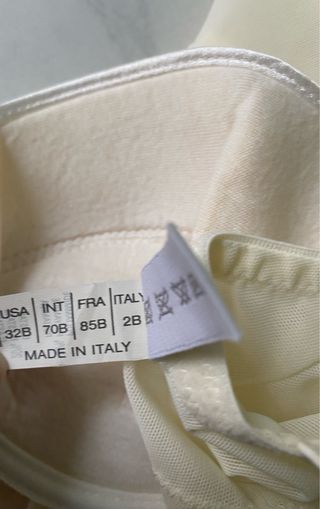 USA INT FRA ITALY
32B 70B 85B 2B
MADE IN ITALY